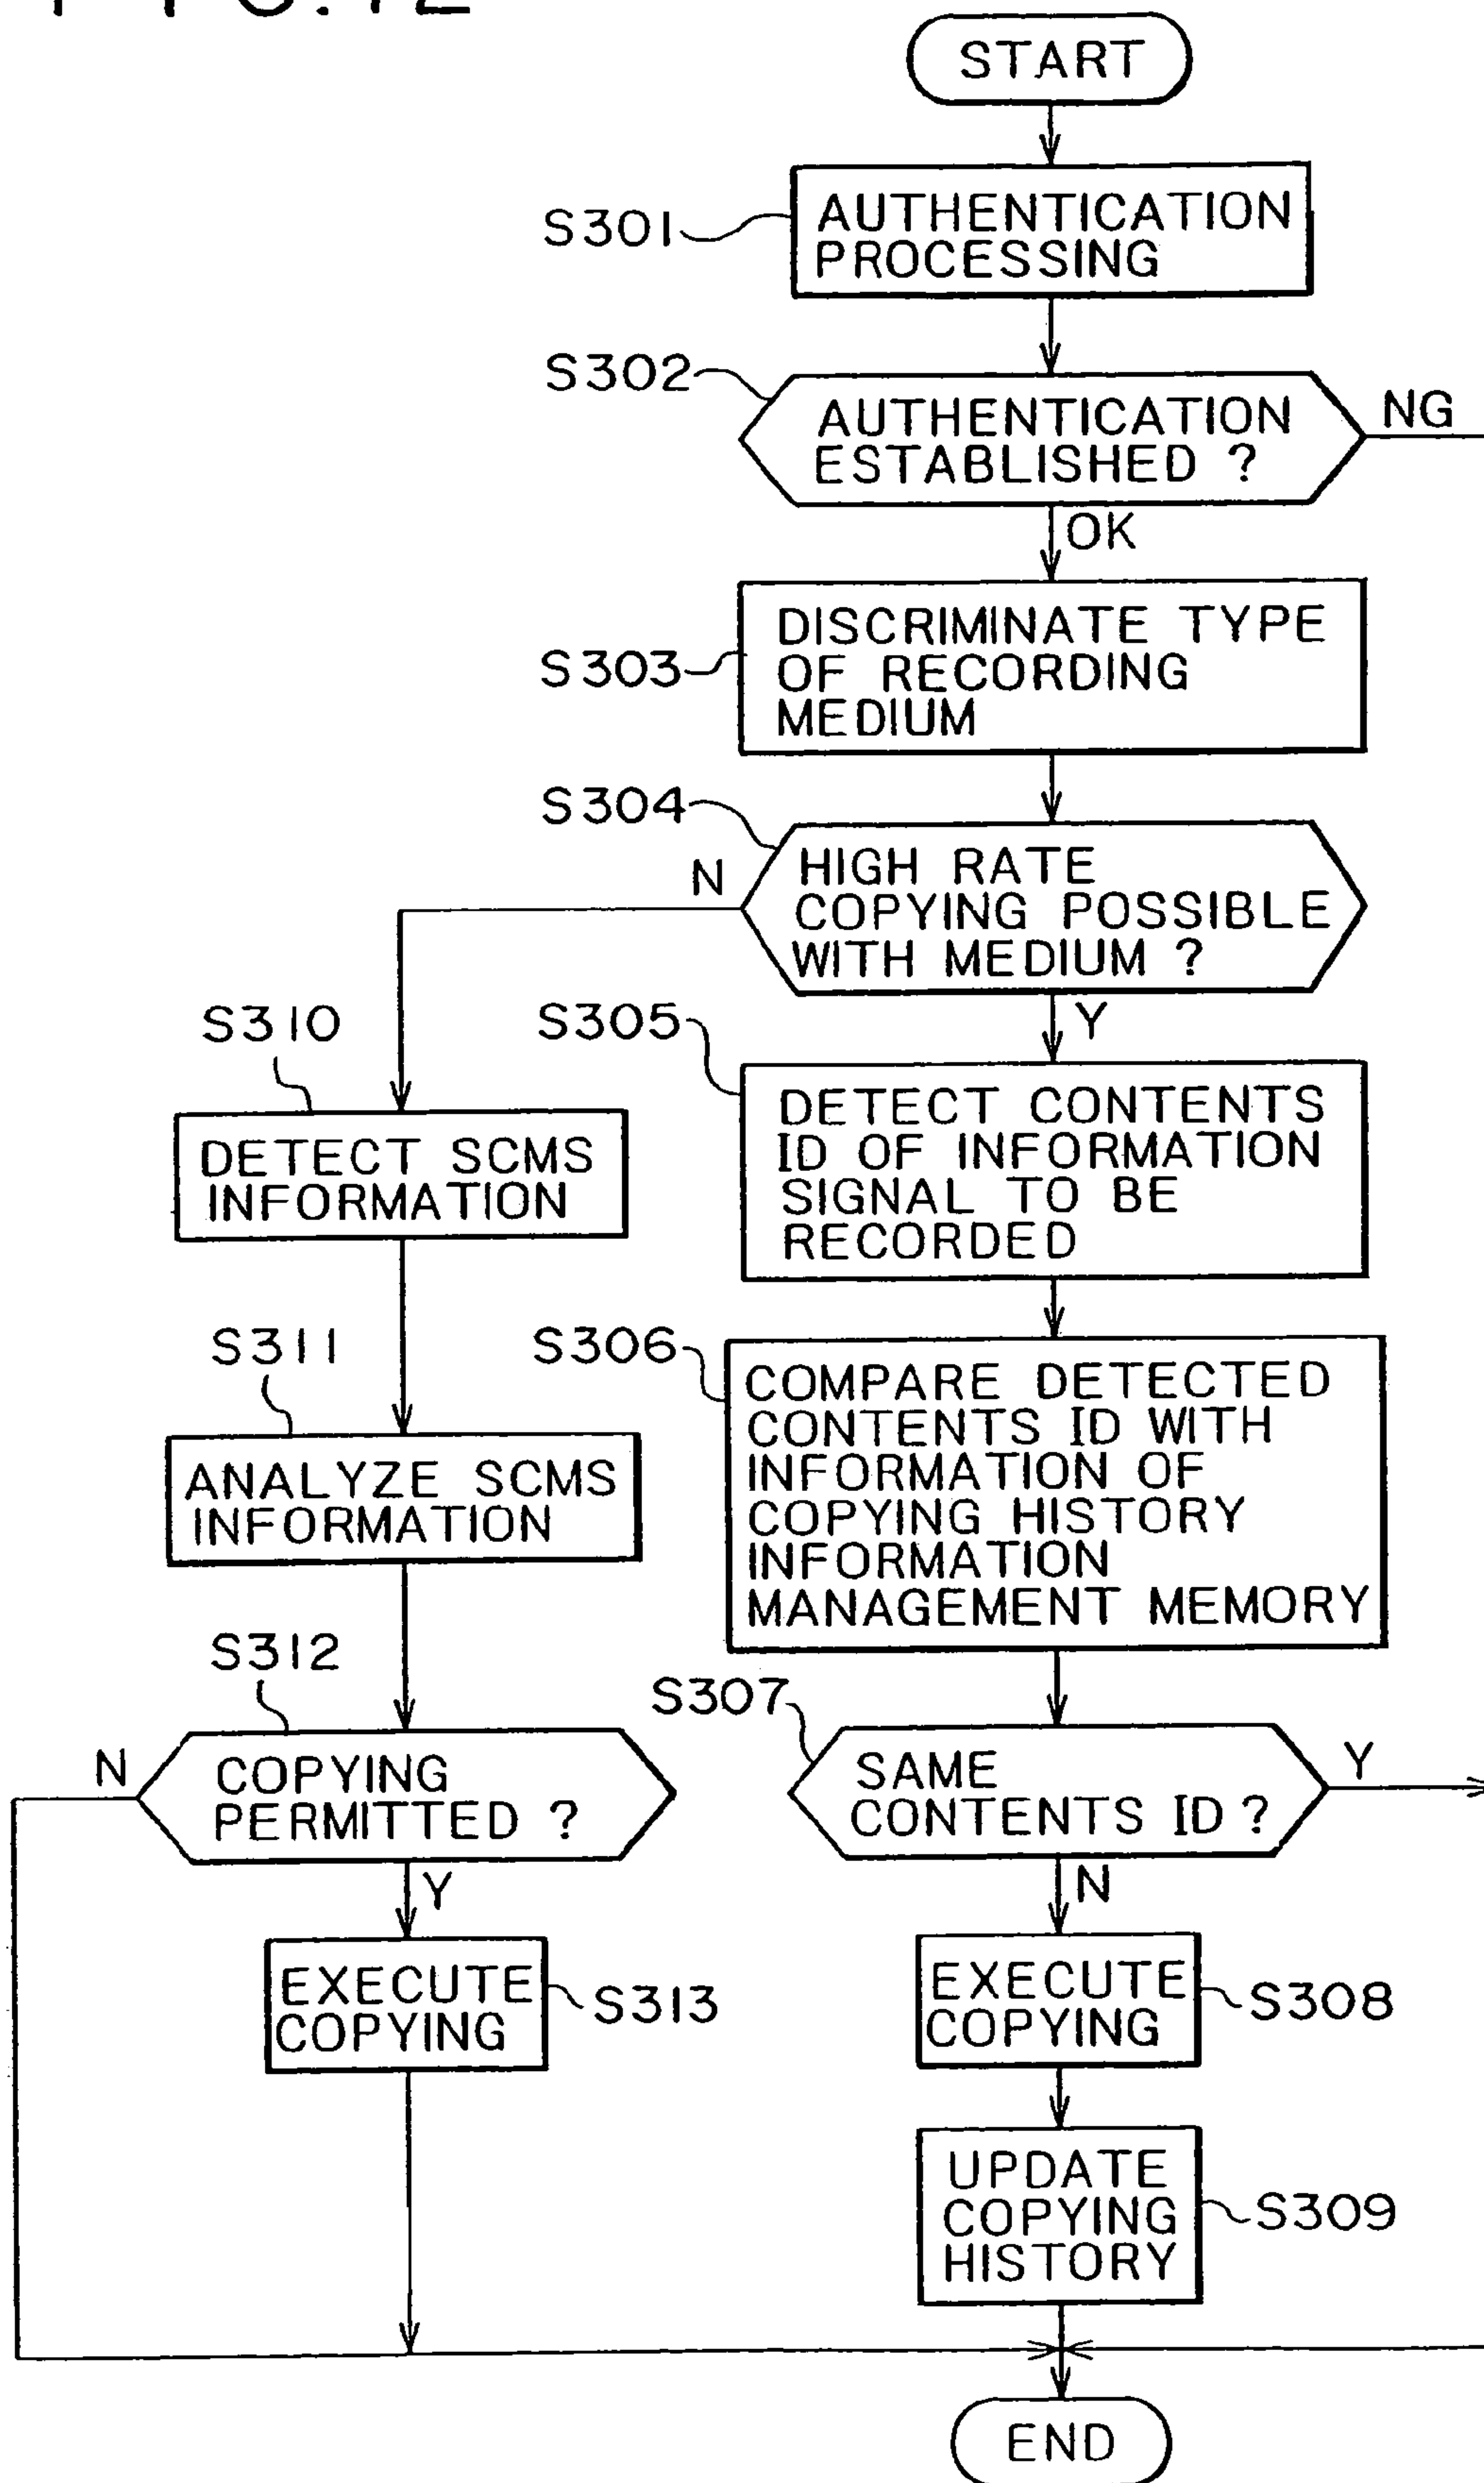 START
S301
AUTHENTICATION
PROCESSING
S302
AUTHENTICATION
ESTABLISHED ?
NG
OK
S303
DISCRIMINATE TYPE
OF RECORDING
MEDIUM
S304
N
HIGH RATE
COPYING POSSIBLE
WITH MEDIUM ?
Y
S310
DETECT SCMS
INFORMATION
S305
DETECT CONTENTS
ID OF INFORMATION
SIGNAL TO BE
RECORDED
S311
ANALYZE SCMS
INFORMATION
S306
COMPARE DETECTED
CONTENTS ID WITH
INFORMATION OF
COPYING HISTORY
INFORMATION
MANAGEMENT MEMORY
S312
N
COPYING
PERMITTED ?
Y
S307
SAME
CONTENTS ID ?
Y
N
EXECUTE
COPYING
S313
EXECUTE
COPYING
S308
UPDATE
COPYING
HISTORY
S309
END